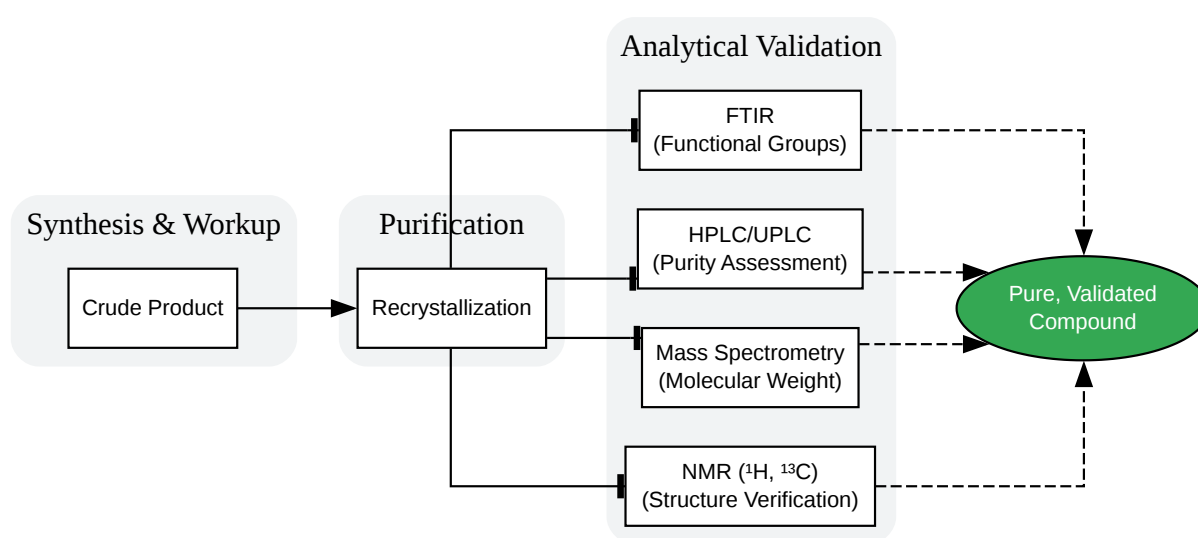 Synthesis & Workup
Crude Product
Purification
Recrystallization
Analytical Validation
FTIR
(Functional Groups)
HPLC/UPLC
(Purity Assessment)
Mass Spectrometry
(Molecular Weight)
NMR (¹H, ¹³C)
(Structure Verification)
Pure, Validated
Compound